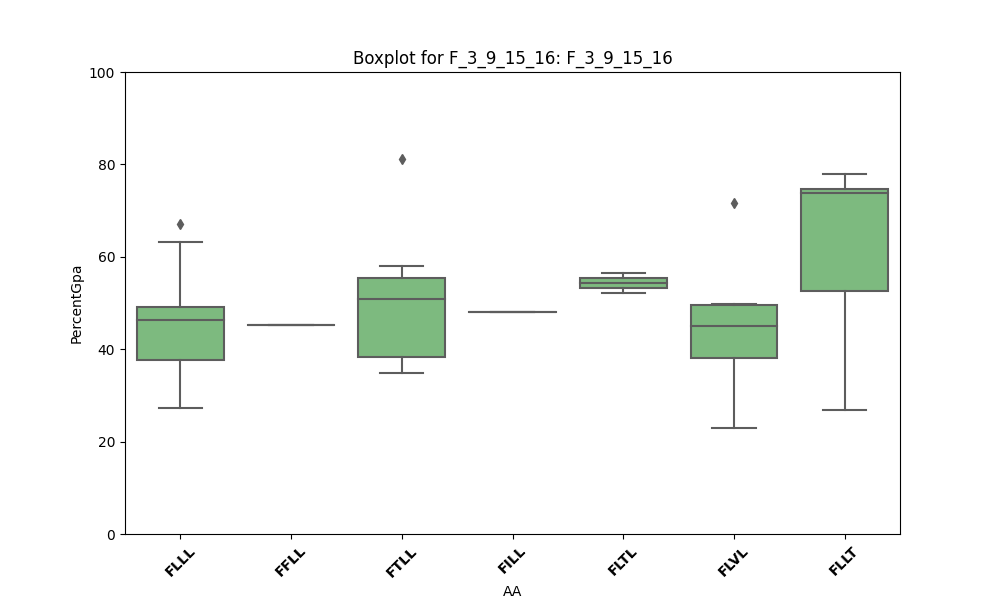 Boxplot for F_3_9_15_16: F_3_9_15_16
100
80
60
40
20
0
PercentGpa
FLLL
FFLL
FTLL
FILL
FLTL
FLVL
FLLT
AA